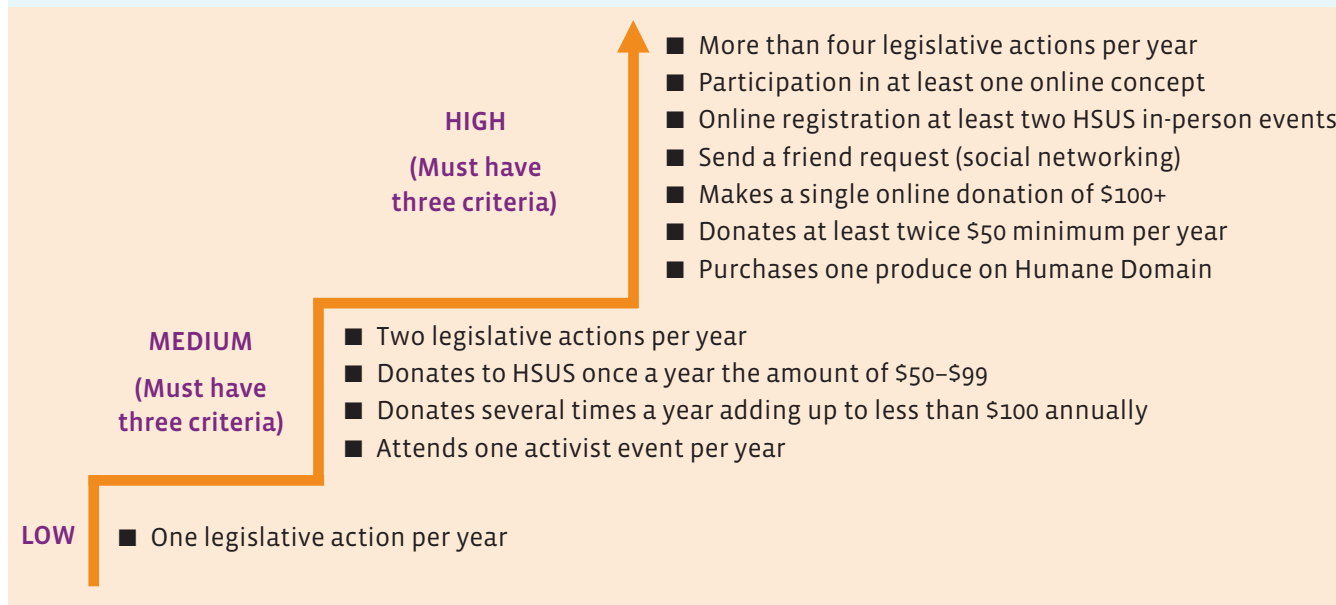 HIGH
(Must have
three criteria)
■ More than four legislative actions per year
■ Participation in at least one online concept
■ Online registration at least two HSUS in-person events
■ Send a friend request (social networking)
■ Makes a single online donation of $100+
■ Donates at least twice $50 minimum per year
■ Purchases one produce on Humane Domain
MEDIUM
(Must have
three criteria)
■ Two legislative actions per year
■ Donates to HSUS once a year the amount of $50–$99
■ Donates several times a year adding up to less than $100 annually
■ Attends one activist event per year
LOW
■ One legislative action per year